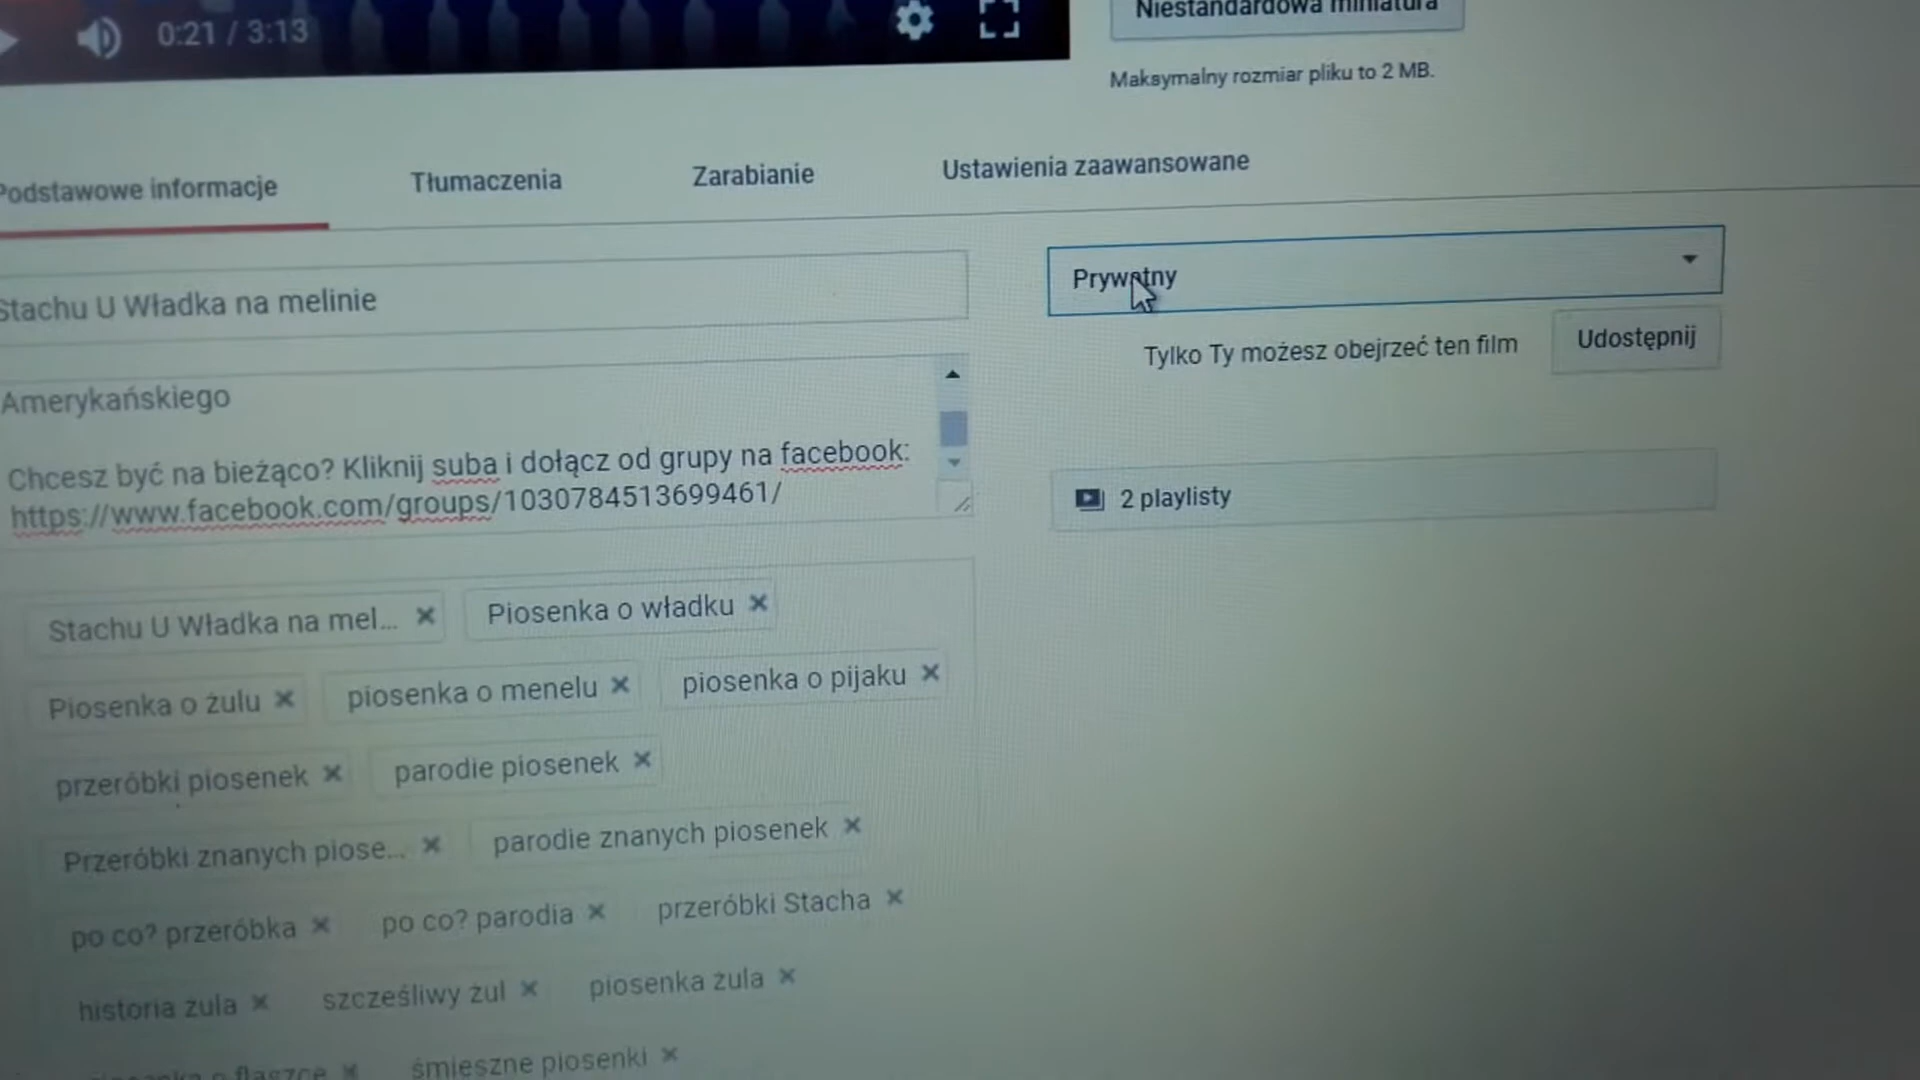 0:21 / 3:13
Niestandardowa miniatura
Maksymalny rozmiar pliku to 2 MB.
Podstawowe informacje
Tłumaczenia
Zarabianie
Ustawienia zaawansowane
Stachu U Władka na melinie
Prywatny
Tylko Ty możesz obejrzeć ten film
Udostępnij
Amerykańskiego
Chcesz być na bieżąco? Kliknij suba i dołącz od grupy na facebook:
https://www.facebook.com/groups/1030784513699461/
2 playlisty
Stachu U Władka na mel... × Piosenka o władku ×
Piosenka o żulu × piosenka o menelu × piosenka o pijaku ×
przeróbki piosenek × parodie piosenek ×
Przeróbki znanych piose... × parodie znanych piosenek ×
po co? przeróbka × po co? parodia × przeróbki Stacha ×
historia żula × szcześliwy żul × piosenka żula ×
o flaszce × śmieszne piosenki ×